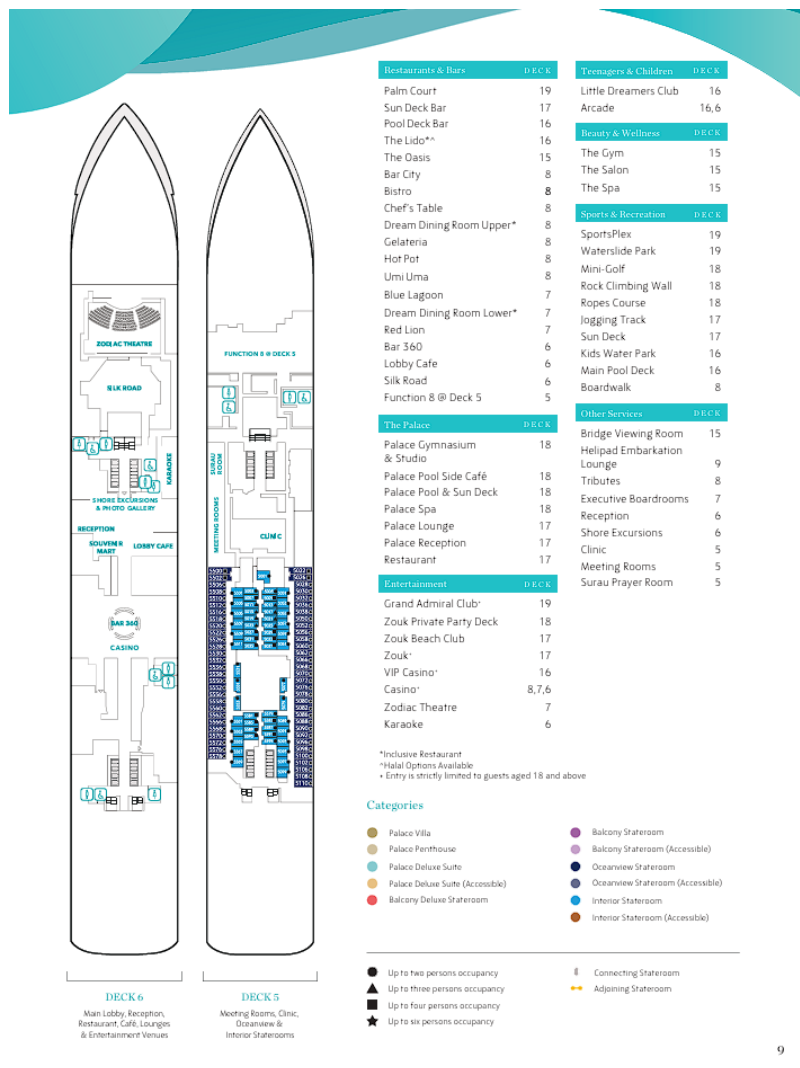 ZODIAC THEATRE
SILK ROAD
KARAOKE
SHORE EXCURSIONS
& PHOTO GALLERY
RECEPTION
SOUVENIR
MART
LOBBY CAFE
BAR 360
CASINO
DECK 6
Main Lobby, Reception,
Restaurant, Café, Lounges
& Entertainment Venues
FUNCTION 8 @ DECK 5
SURAU
ROOM
MEETING ROOMS
CLINIC
DECK 5
Meeting Rooms, Clinic,
Oceanview &
Interior Staterooms
Restaurants & Bars DECK
Palm Court 19
Sun Deck Bar 17
Pool Deck Bar 16
The Lido*^ 16
The Oasis 15
Bar City 8
Bistro 8
Chef's Table 8
Dream Dining Room Upper* 8
Gelateria 8
Hot Pot 8
Umi Uma 8
Blue Lagoon 7
Dream Dining Room Lower* 7
Red Lion 7
Bar 360 6
Lobby Cafe 6
Silk Road 6
Function 8 @ Deck 5 5
The Palace DECK
Palace Gymnasium 18
& Studio
Palace Pool Side Café 18
Palace Pool & Sun Deck 18
Palace Spa 18
Palace Lounge 17
Palace Reception 17
Restaurant 17
Entertainment DECK
Grand Admiral Club⁺ 19
Zouk Private Party Deck 18
Zouk Beach Club 17
Zouk⁺ 17
VIP Casino⁺ 16
Casino⁺ 8,7,6
Zodiac Theatre 7
Karaoke 6
*Inclusive Restaurant
^Halal Options Available
+ Entry is strictly limited to guests aged 18 and above
Teenagers & Children DECK
Little Dreamers Club 16
Arcade 16,6
Beauty & Wellness DECK
The Gym 15
The Salon 15
The Spa 15
Sports & Recreation DECK
SportsPlex 19
Waterslide Park 19
Mini-Golf 18
Rock Climbing Wall 18
Ropes Course 18
Jogging Track 17
Sun Deck 17
Kids Water Park 16
Main Pool Deck 16
Boardwalk 8
Other Services DECK
Bridge Viewing Room 15
Helipad Embarkation
Lounge 9
Tributes 8
Executive Boardrooms 7
Reception 6
Shore Excursions 6
Clinic 5
Meeting Rooms 5
Surau Prayer Room 5
Categories
Palace Villa
Palace Penthouse
Palace Deluxe Suite
Palace Deluxe Suite (Accessible)
Balcony Deluxe Stateroom
Balcony Stateroom
Balcony Stateroom (Accessible)
Oceanview Stateroom
Oceanview Stateroom (Accessible)
Interior Stateroom
Interior Stateroom (Accessible)
Up to two persons occupancy
Up to three persons occupancy
Up to four persons occupancy
Up to six persons occupancy
Connecting Stateroom
Adjoining Stateroom
9